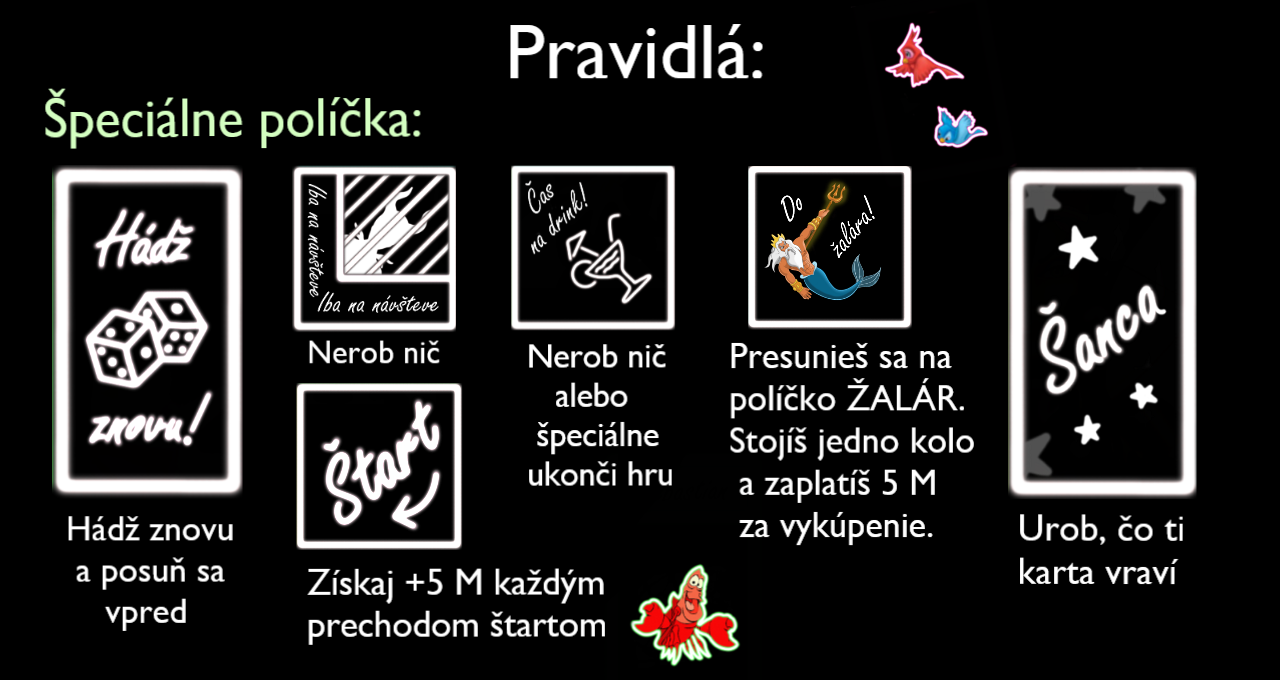 Pravidlá:
Špeciálne políčka:
Hádž
znovu!
Hádž znovu
a posuň sa
vpred
Iba na návšteve
Iba na návšteve
Nerob nič
Štart
Získaj +5 M každým
prechodom štartom
Čas
na drink!
Nerob nič
alebo
špeciálne
ukonči hru
Do
žalára!
Presunieš sa na
políčko ŽALÁR.
Stojíš jedno kolo
a zaplatíš 5 M
za vykúpenie.
Šanca
Urob, čo ti
karta vraví